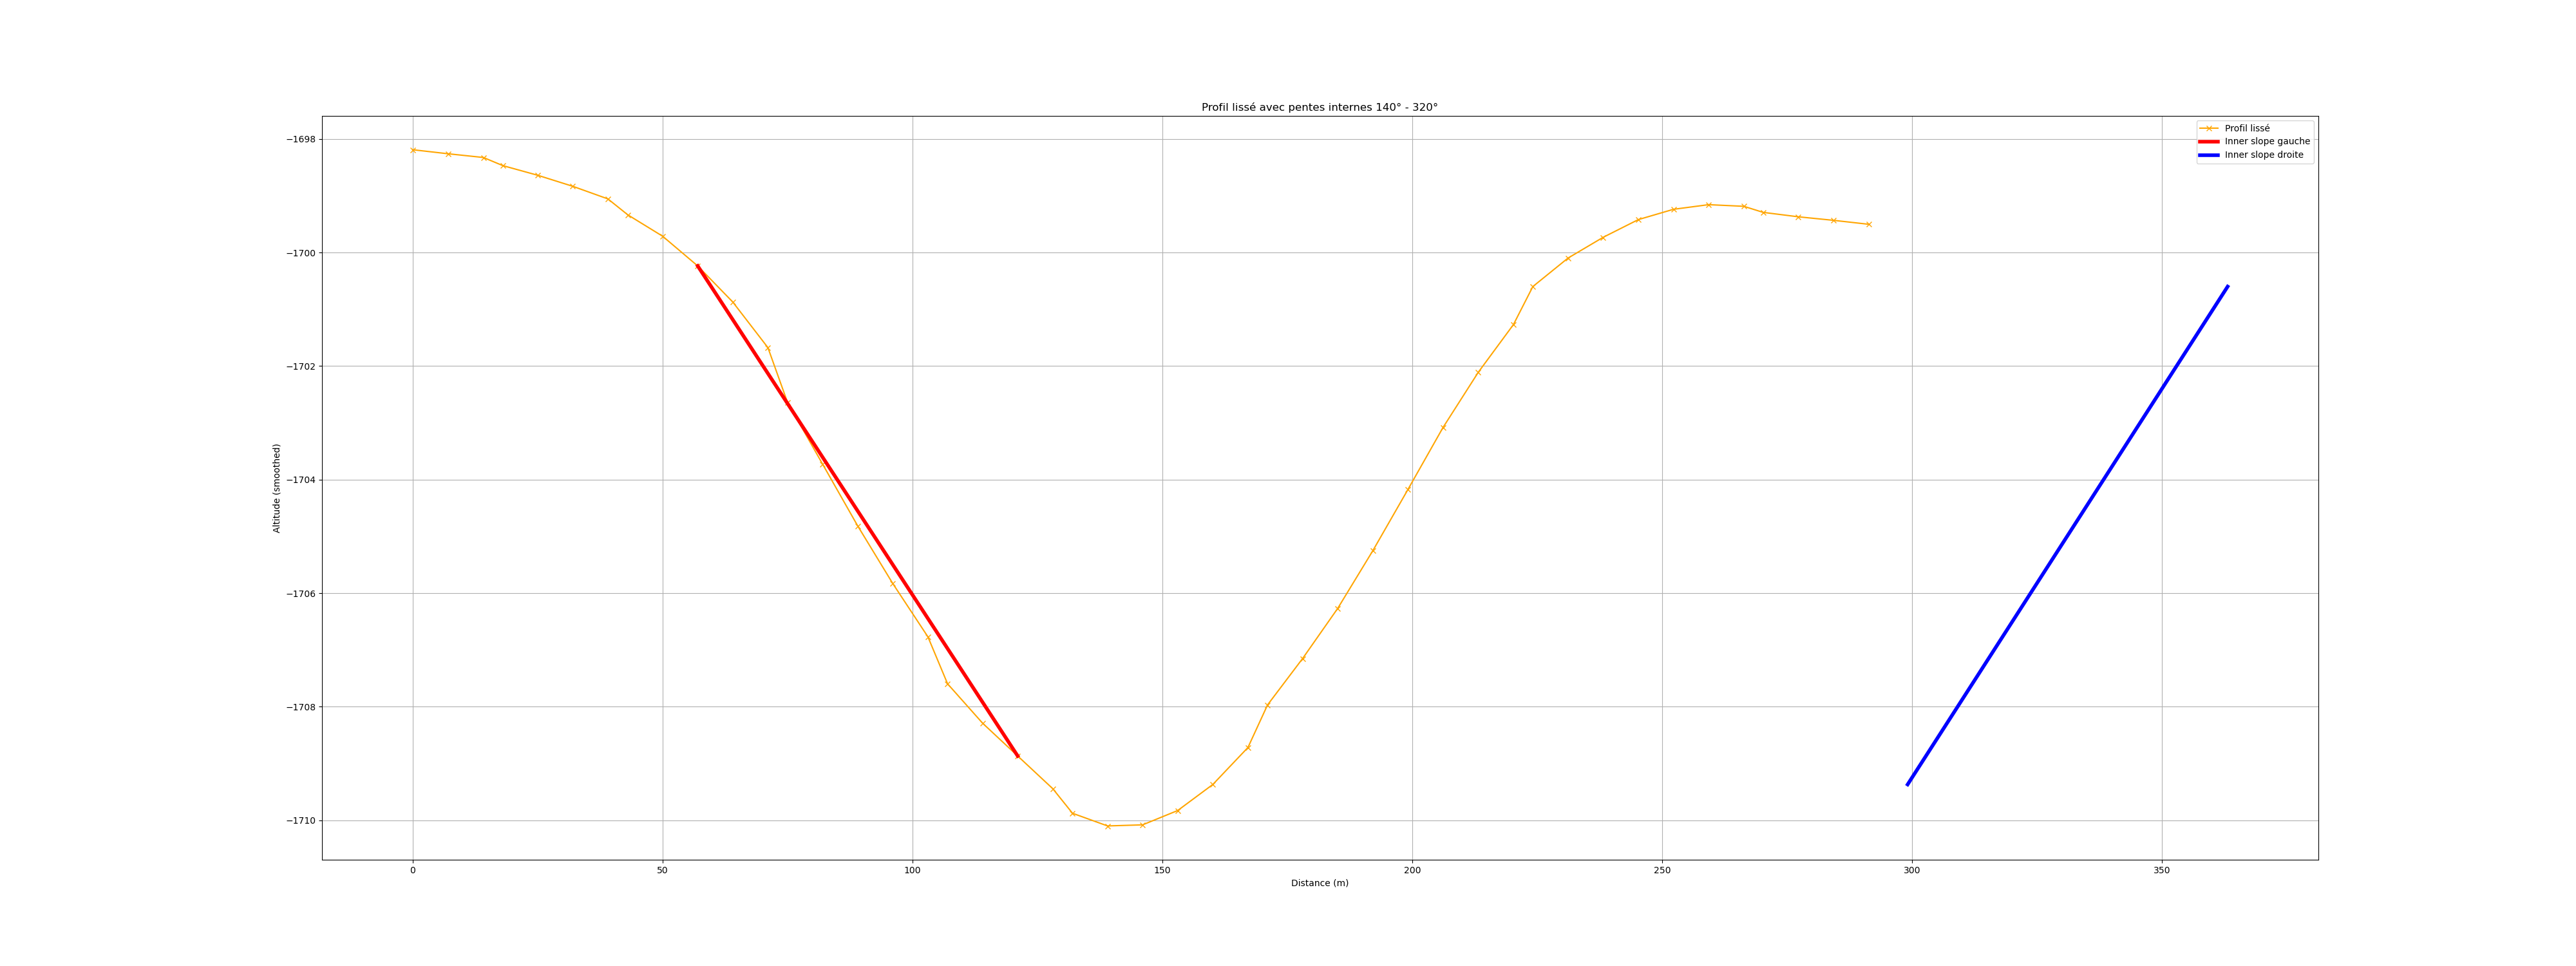 Profil lissé avec pentes internes 140° - 320°
Profil lissé
Inner slope gauche
Inner slope droite
Altitude (smoothed)
−1698
−1700
−1702
−1704
−1706
−1708
−1710
0
50
100
150
200
250
300
350
Distance (m)